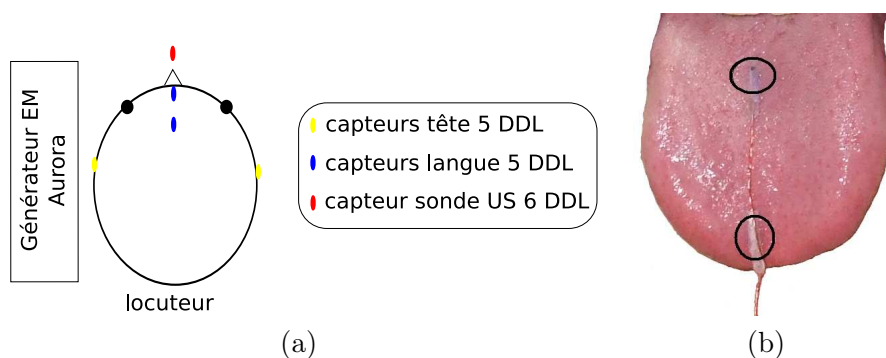 Générateur EM
Aurora
capteurs tête 5 DDL
capteurs langue 5 DDL
capteur sonde US 6 DDL
locuteur
(a)
(b)